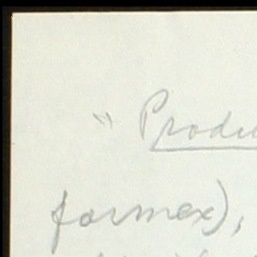 " Produ
formex),